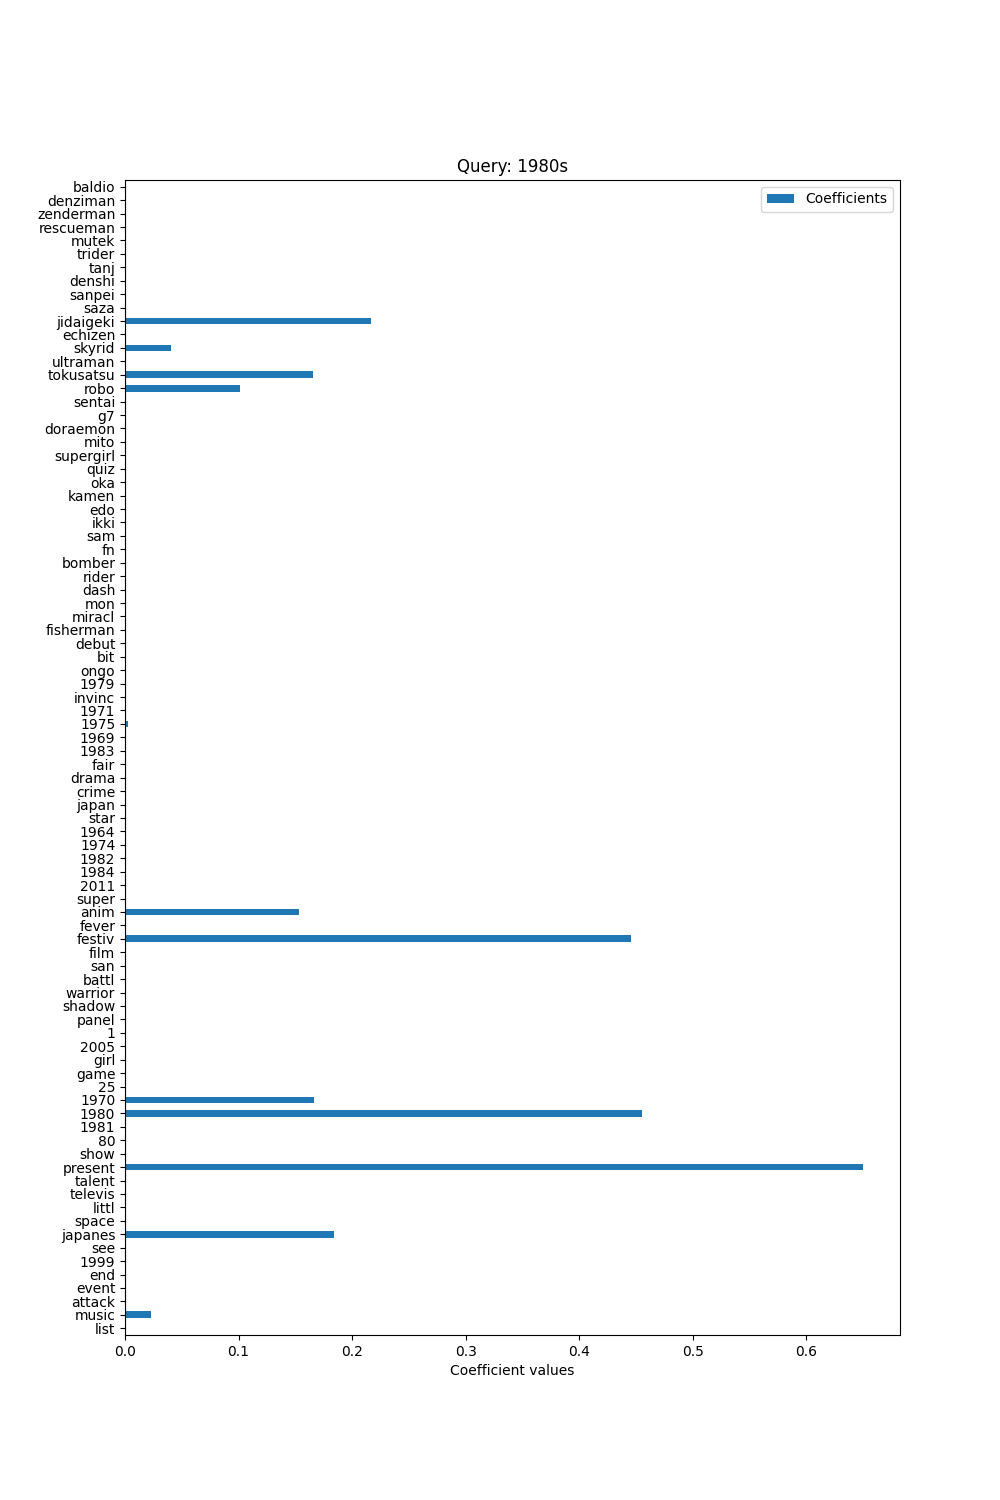 Query: 1980s
Coefficients
baldio
denziman
zenderman
rescueman
mutek
trider
tanj
denshi
sanpei
saza
jidaigeki
echizen
skyrid
ultraman
tokusatsu
robo
sentai
g7
doraemon
mito
supergirl
quiz
oka
kamen
edo
ikki
sam
fn
bomber
rider
dash
mon
miracl
fisherman
debut
bit
ongo
1979
invinc
1971
1975
1969
1983
fair
drama
crime
japan
star
1964
1974
1982
1984
2011
super
anim
fever
festiv
film
san
battl
warrior
shadow
panel
1
2005
girl
game
25
1970
1980
1981
80
show
present
talent
televis
littl
space
japanes
see
1999
end
event
attack
music
list
0.0 0.1 0.2 0.3 0.4 0.5 0.6
Coefficient values